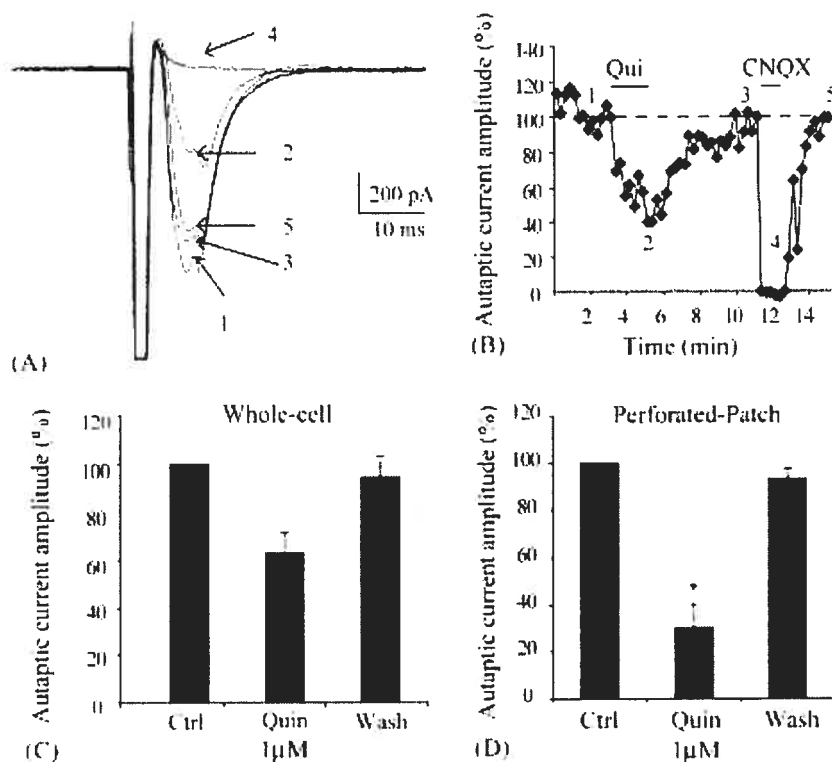 4
2
5
3
1
200 pA
10 ms
(A)
Autaptic current amplitude (%)
140
120
100
80
60
40
20
0
1 Qui 3 CNQX 5
2
4
2 4 6 8 10 12 14
Time (min)
(B)
Whole-cell
Autaptic current amplitude (%)
120
100
80
60
40
20
0
Ctrl Quin Wash
1µM
(C)
Perforated-Patch
Autaptic current amplitude (%)
120
100
80
60
40
20
0
Ctrl Quin Wash
1µM
(D)